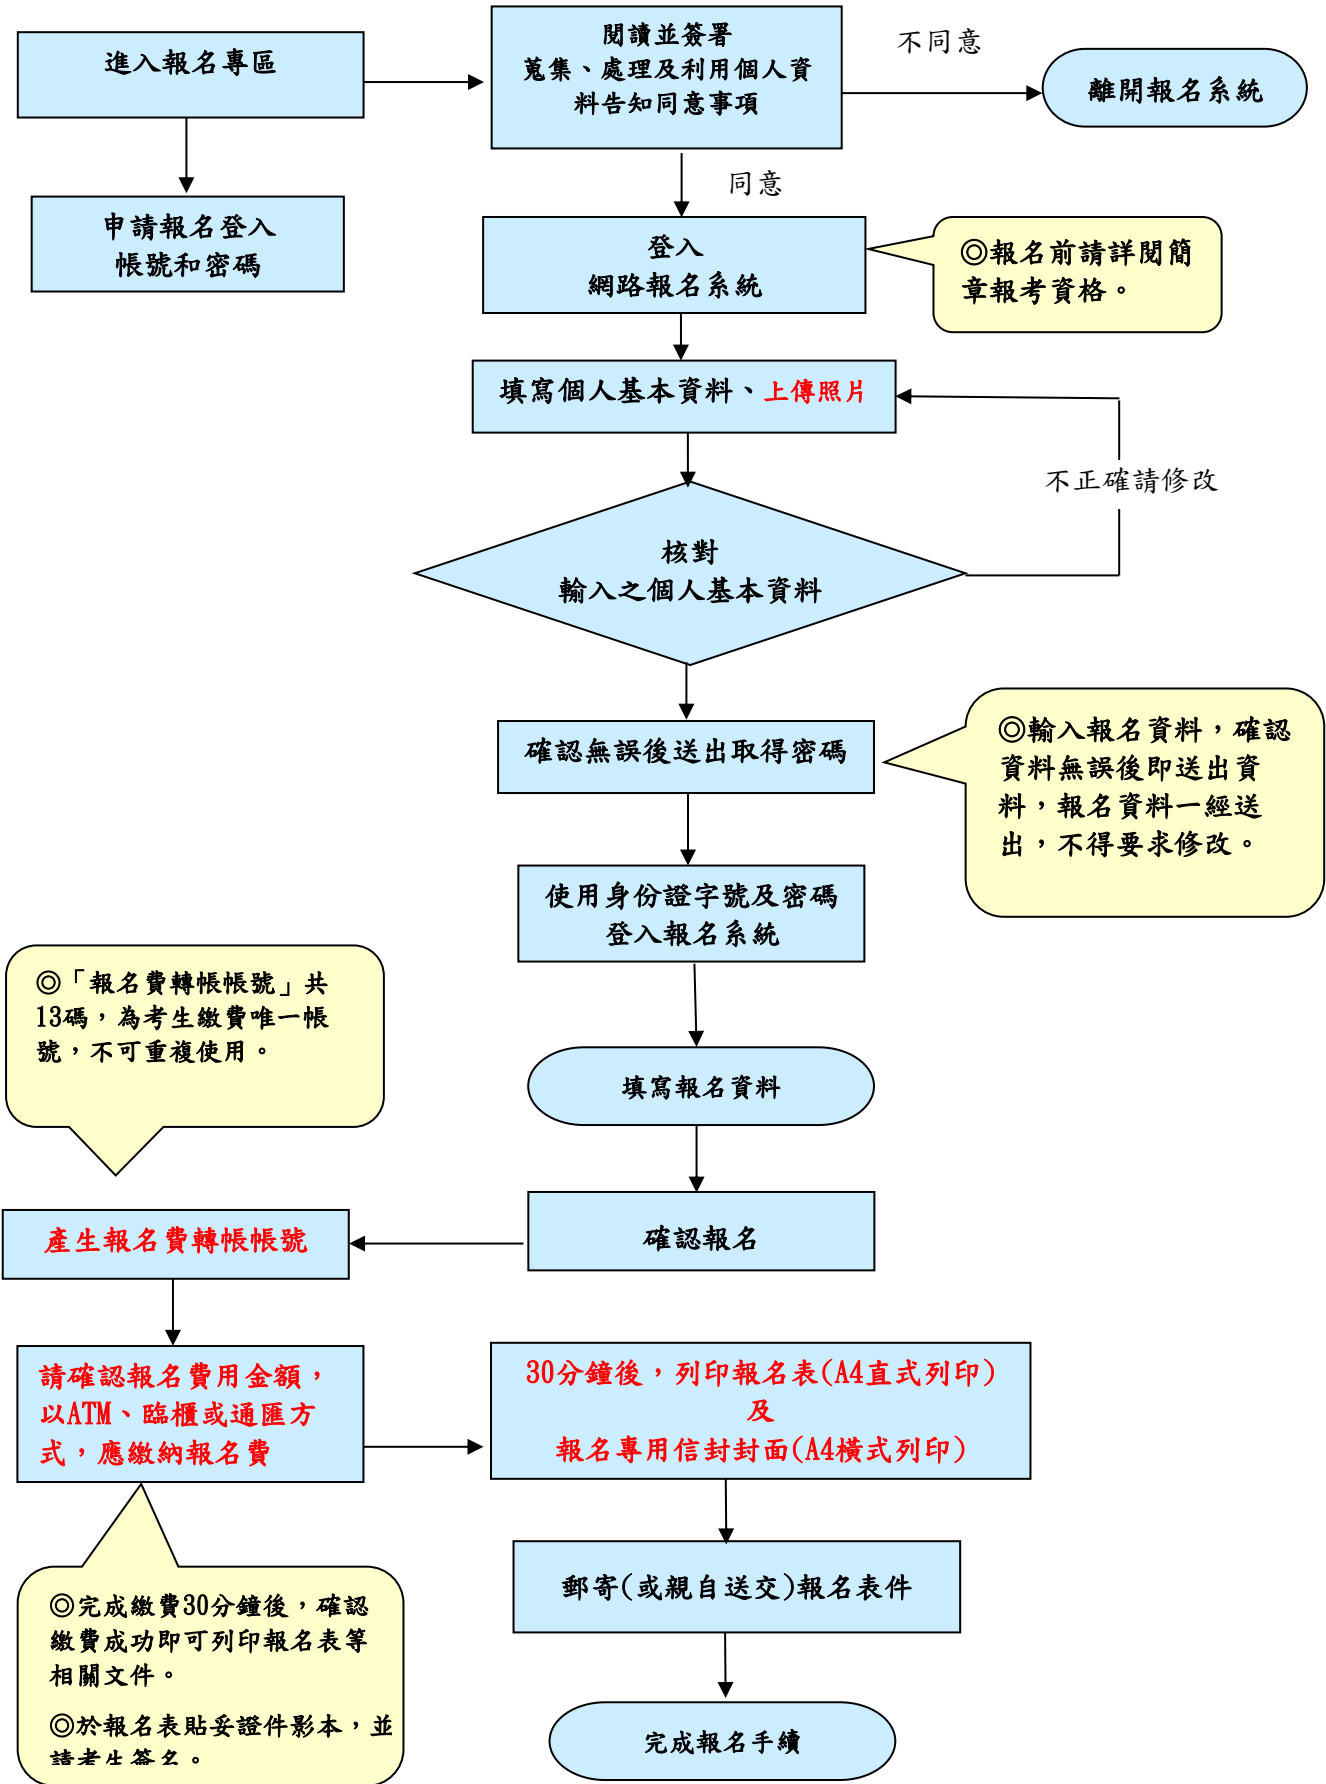 進入報名專區
閱讀並簽署
蒐集、處理及利用個人資
料告知同意事項
不同意
離開報名系統
申請報名登入
帳號和密碼
同意
登入
網路報名系統
◎報名前請詳閱簡
章報考資格。
填寫個人基本資料、上傳照片
不正確請修改
核對
輸入之個人基本資料
確認無誤後送出取得密碼
◎輸入報名資料，確認
資料無誤後即送出資
料，報名資料一經送
出，不得要求修改。
使用身份證字號及密碼
登入報名系統
◎「報名費轉帳帳號」共
13碼，為考生繳費唯一帳
號，不可重複使用。
填寫報名資料
確認報名
產生報名費轉帳帳號
請確認報名費用金額，
以ATM、臨櫃或通匯方
式，應繳納報名費
30分鐘後，列印報名表(A4直式列印)
及
報名專用信封封面(A4橫式列印)
郵寄(或親自送交)報名表件
◎完成繳費30分鐘後，確認
繳費成功即可列印報名表等
相關文件。
◎於報名表貼妥證件影本，並
請考生簽名。
完成報名手續